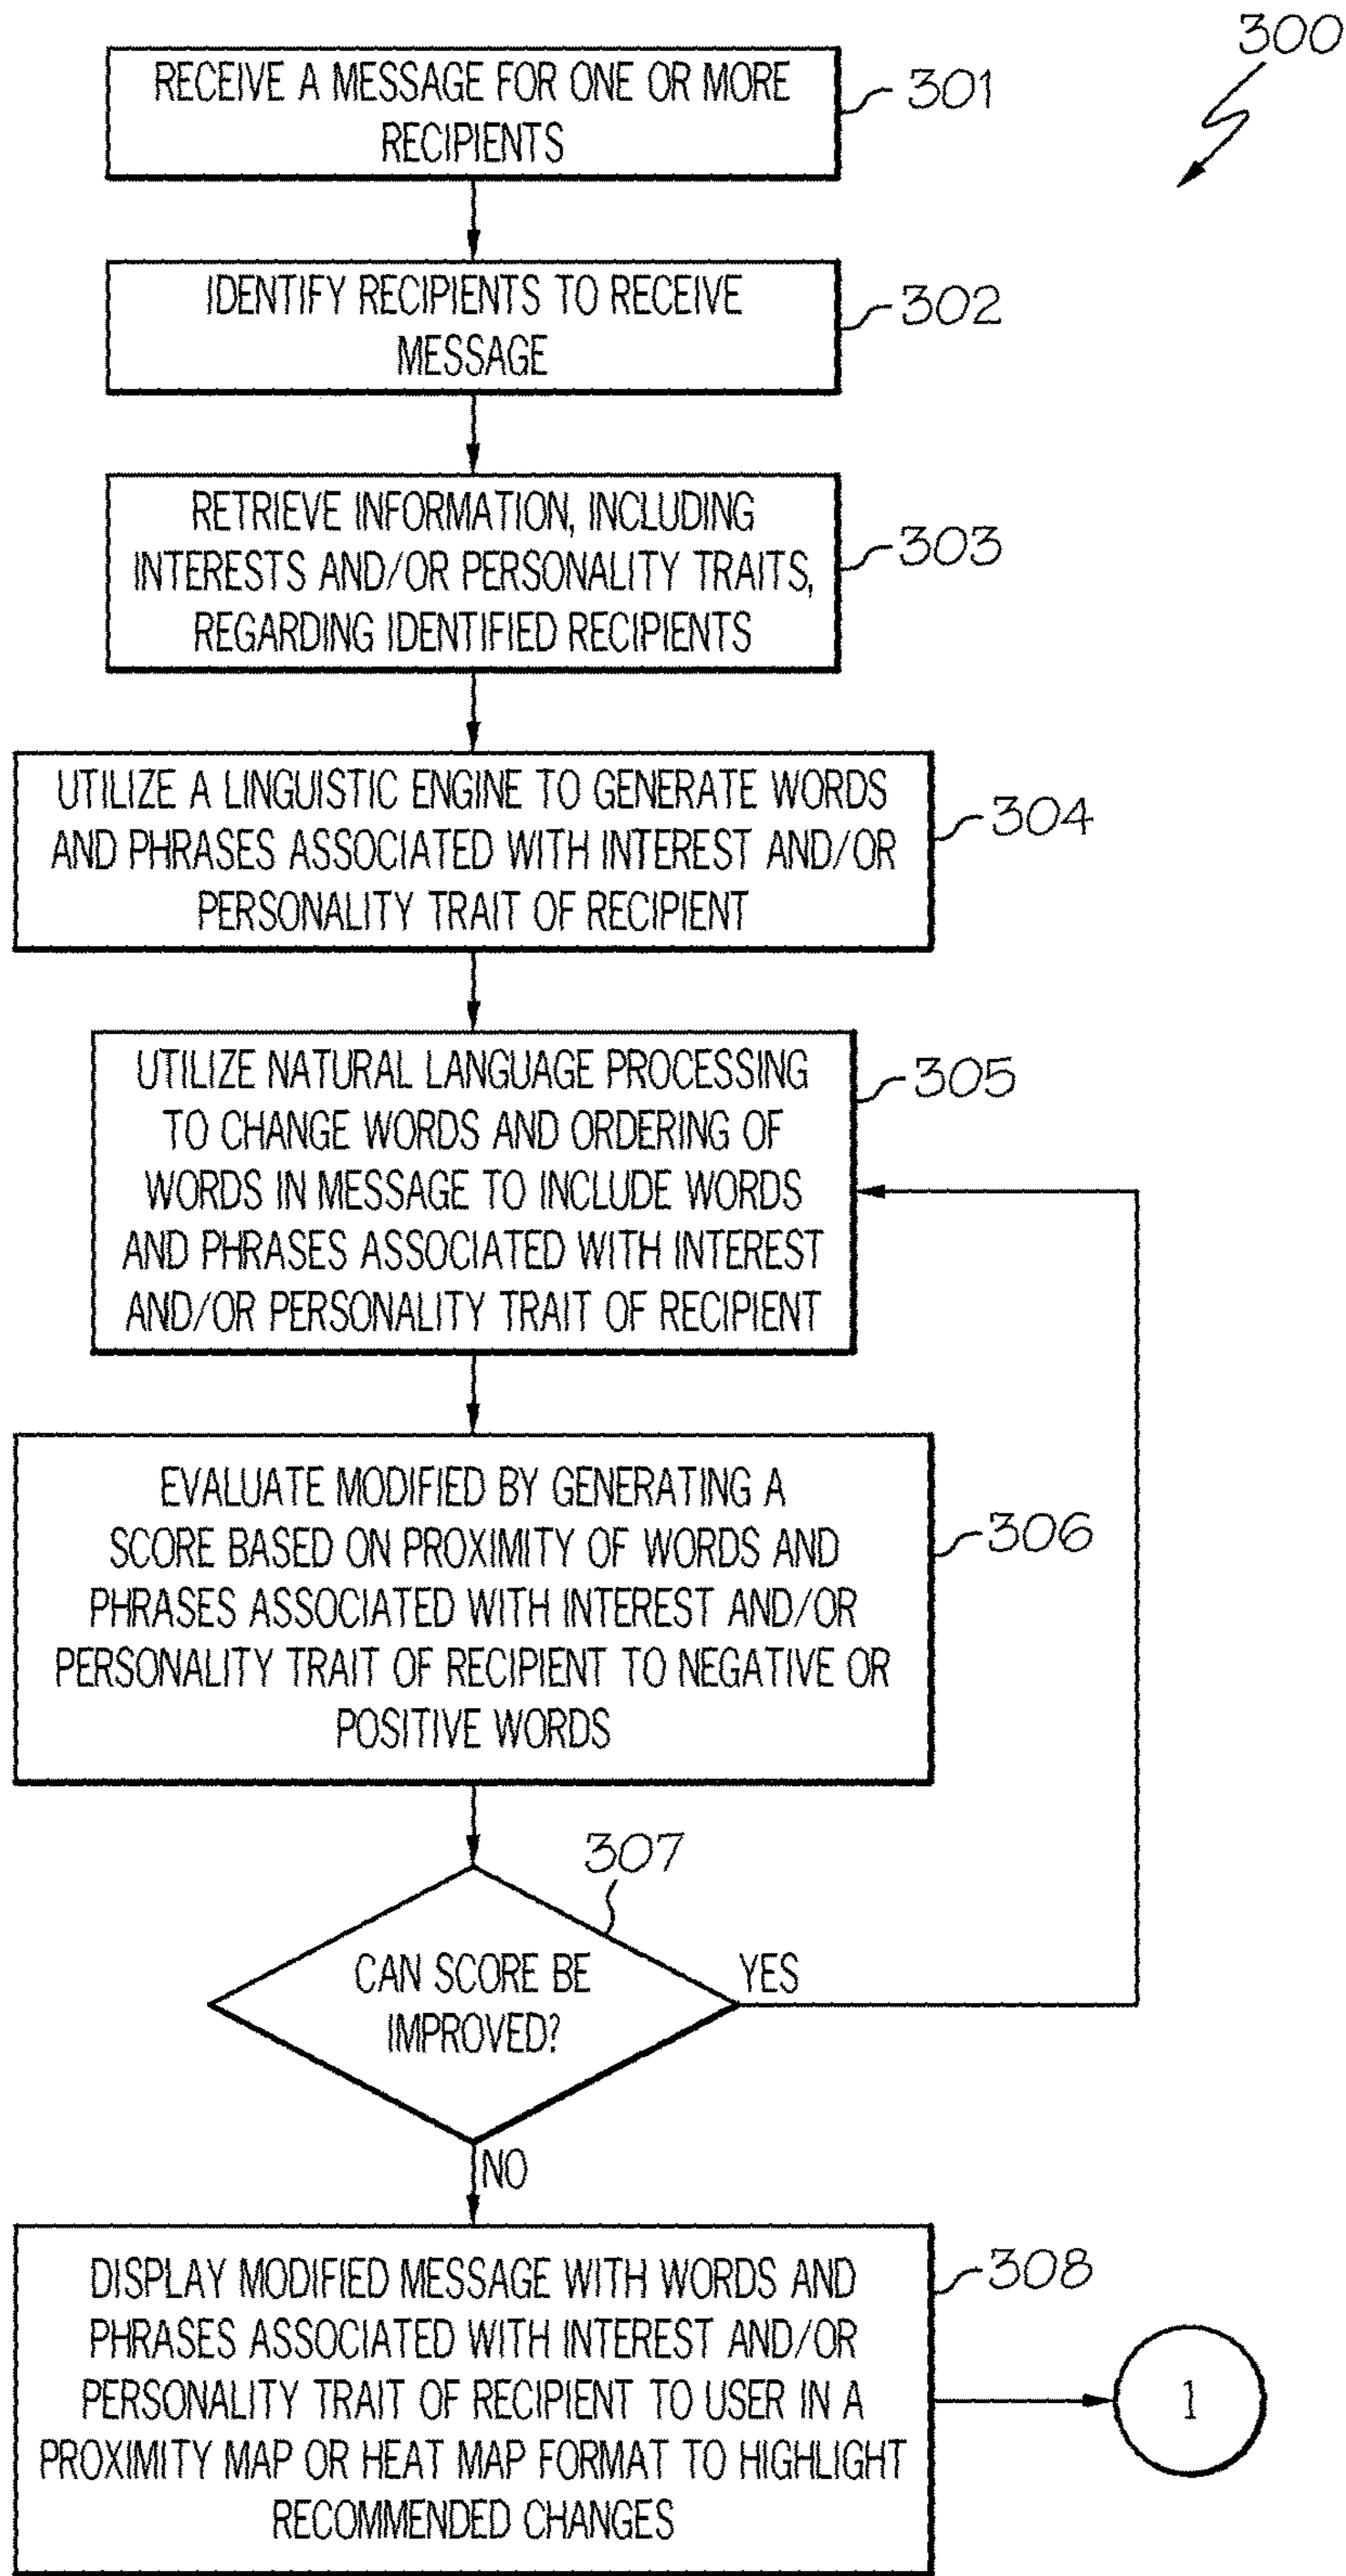 300
RECEIVE A MESSAGE FOR ONE OR MORE
RECIPIENTS
301
IDENTIFY RECIPIENTS TO RECEIVE
MESSAGE
302
RETRIEVE INFORMATION, INCLUDING
INTERESTS AND/OR PERSONALITY TRAITS,
REGARDING IDENTIFIED RECIPIENTS
303
UTILIZE A LINGUISTIC ENGINE TO GENERATE WORDS
AND PHRASES ASSOCIATED WITH INTEREST AND/OR
PERSONALITY TRAIT OF RECIPIENT
304
UTILIZE NATURAL LANGUAGE PROCESSING
TO CHANGE WORDS AND ORDERING OF
WORDS IN MESSAGE TO INCLUDE WORDS
AND PHRASES ASSOCIATED WITH INTEREST
AND/OR PERSONALITY TRAIT OF RECIPIENT
305
EVALUATE MODIFIED BY GENERATING A
SCORE BASED ON PROXIMITY OF WORDS AND
PHRASES ASSOCIATED WITH INTEREST AND/OR
PERSONALITY TRAIT OF RECIPIENT TO NEGATIVE OR
POSITIVE WORDS
306
307
CAN SCORE BE
IMPROVED?
YES
NO
DISPLAY MODIFIED MESSAGE WITH WORDS AND
PHRASES ASSOCIATED WITH INTEREST AND/OR
PERSONALITY TRAIT OF RECIPIENT TO USER IN A
PROXIMITY MAP OR HEAT MAP FORMAT TO HIGHLIGHT
RECOMMENDED CHANGES
308
1